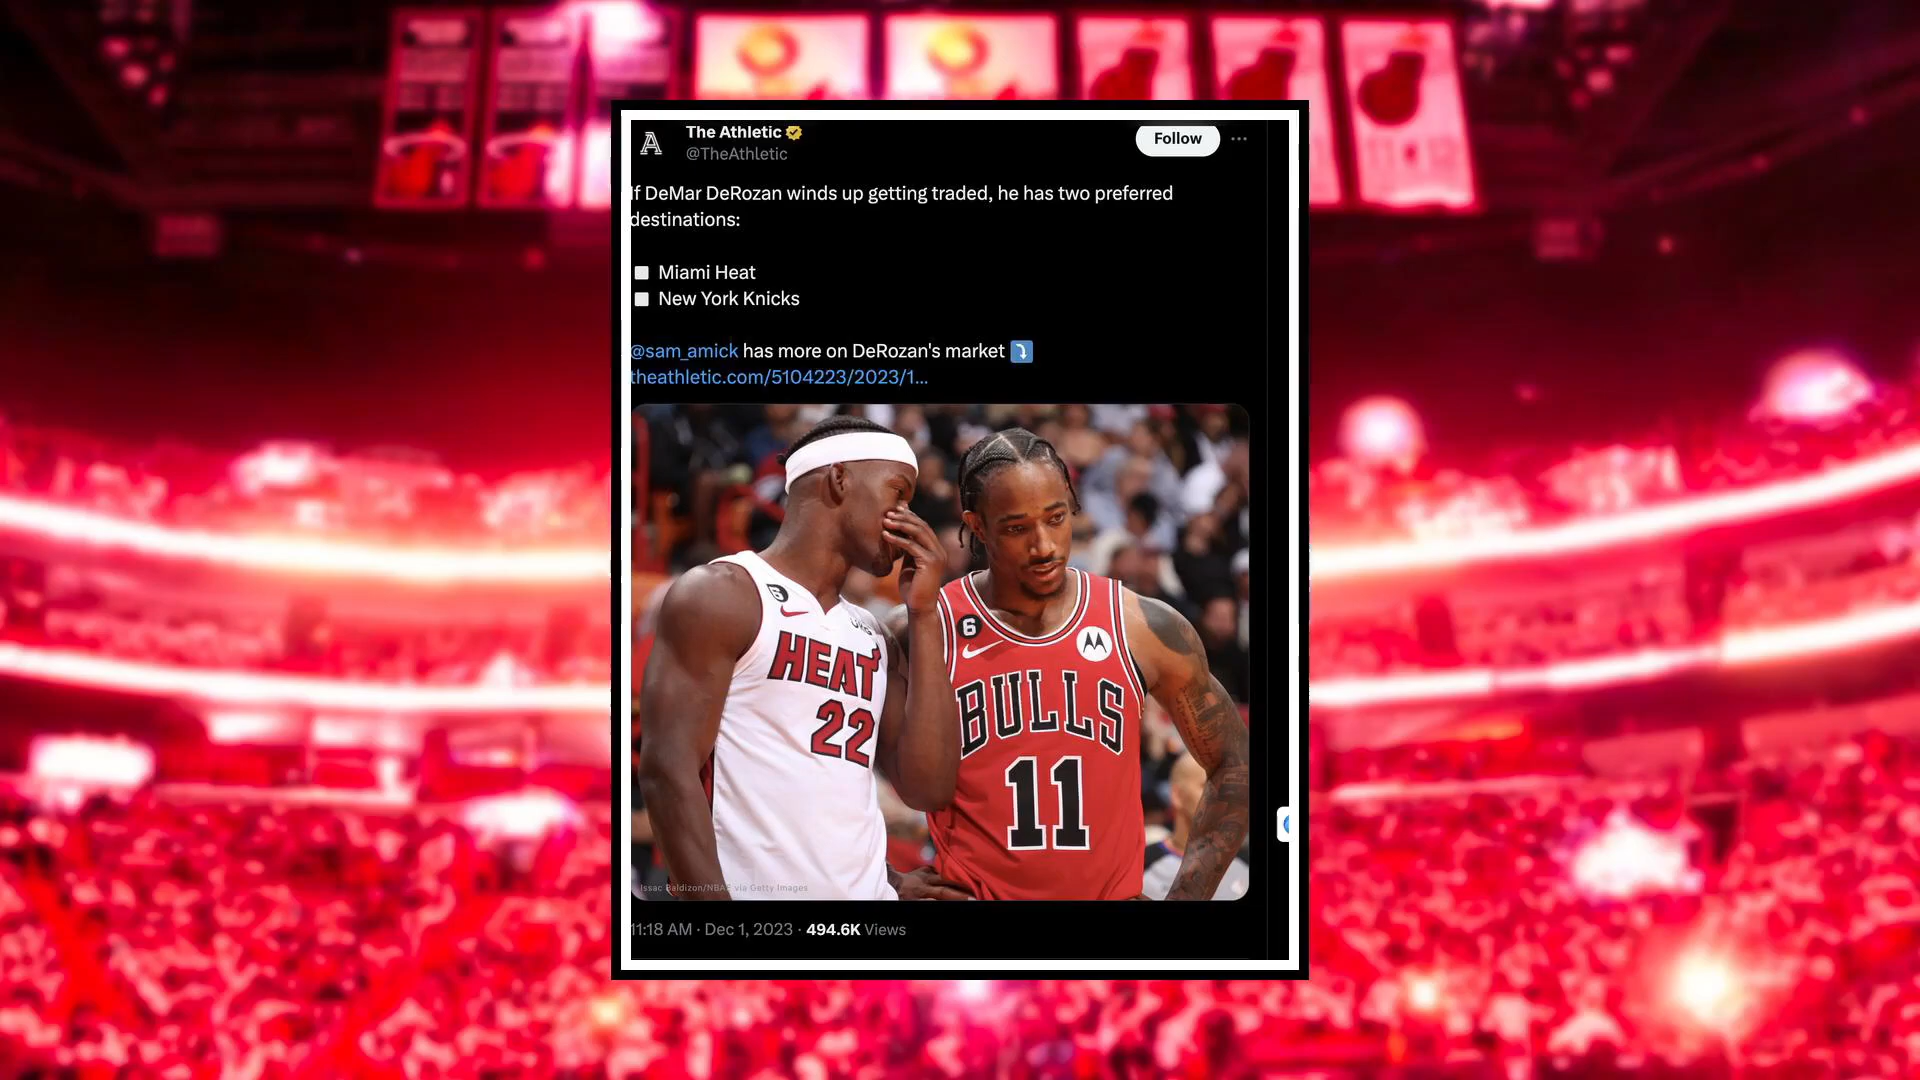 The Athletic
@TheAthletic
Follow
If DeMar DeRozan winds up getting traded, he has two preferred
destinations:
Miami Heat
New York Knicks
@sam_amick has more on DeRozan's market
theathletic.com/5104223/2023/1...
HEAT
22
6
BULLS
11
Issac Baldizon/NBAE via Getty Images
11:18 AM · Dec 1, 2023 · 494.6K Views